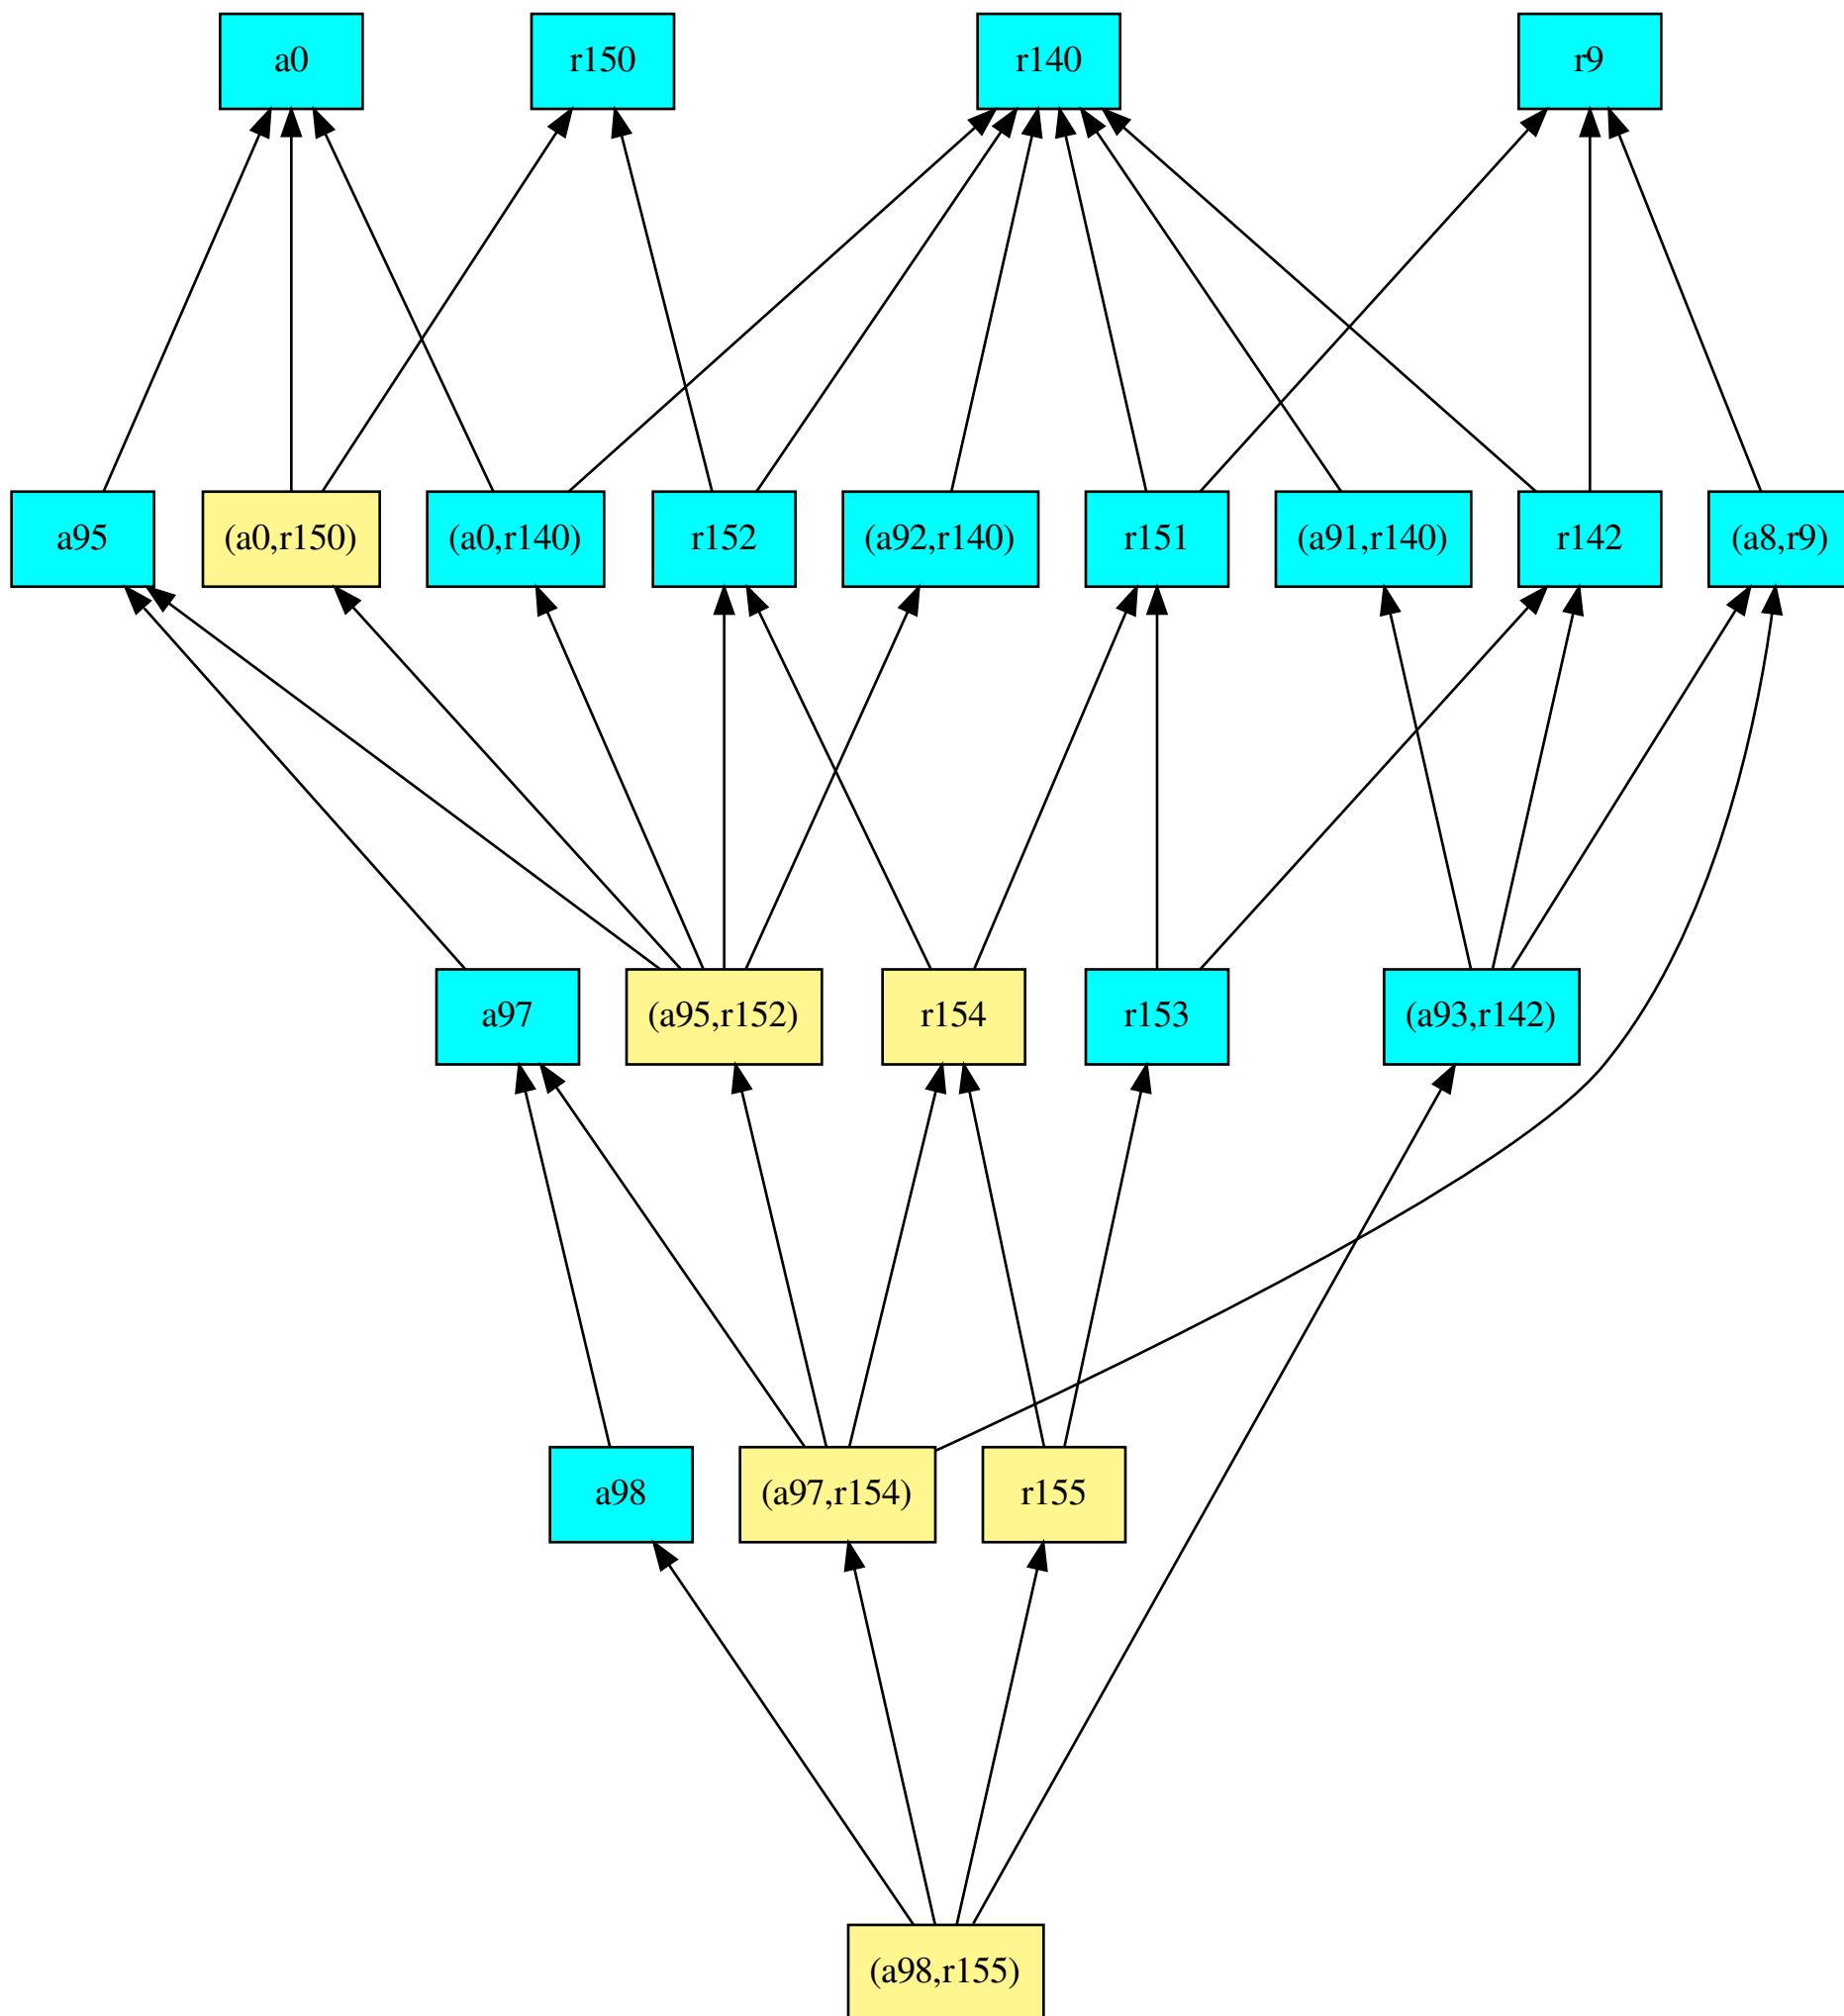 a0
r150
r140
r9
a95
(a0,r150)
(a0,r140)
r152
(a92,r140)
r151
(a91,r140)
r142
(a8,r9)
a97
(a95,r152)
r154
r153
(a93,r142)
a98
(a97,r154)
r155
(a98,r155)